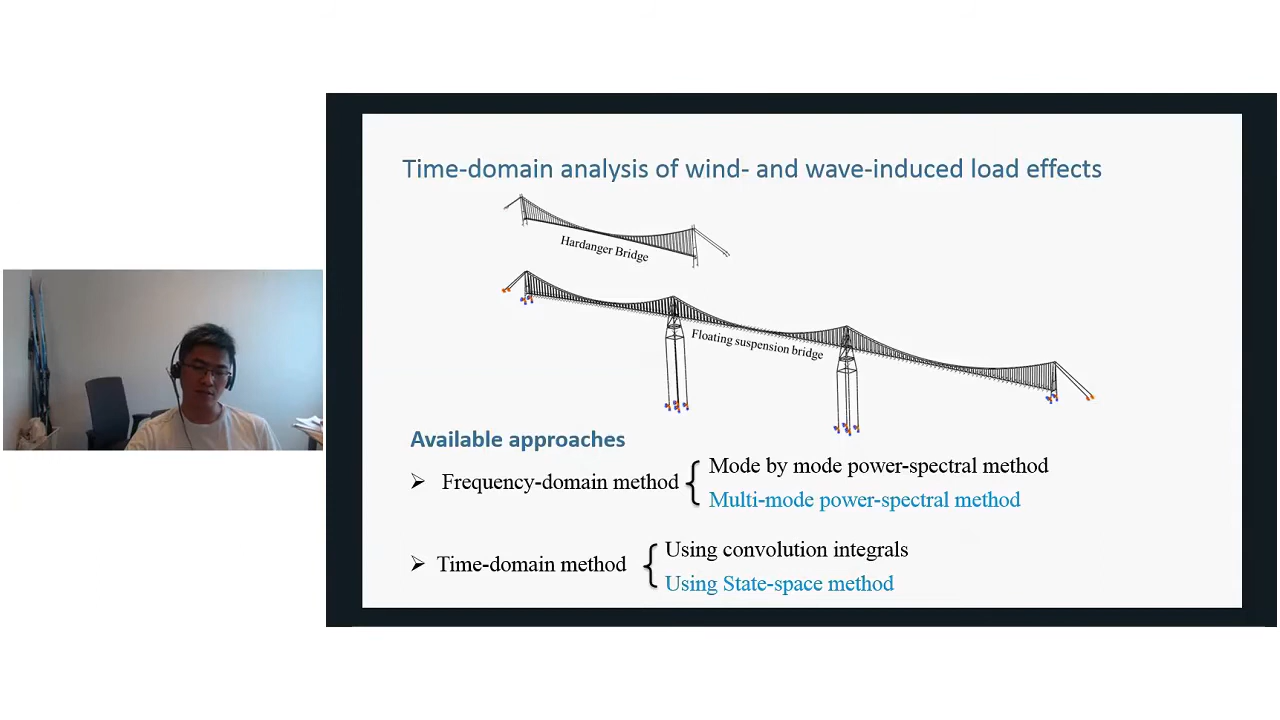 Time-domain analysis of wind- and wave-induced load effects
Hardanger Bridge
Floating suspension bridge
Available approaches
➢ Frequency-domain method
Mode by mode power-spectral method
Multi-mode power-spectral method
➢ Time-domain method
Using convolution integrals
Using State-space method